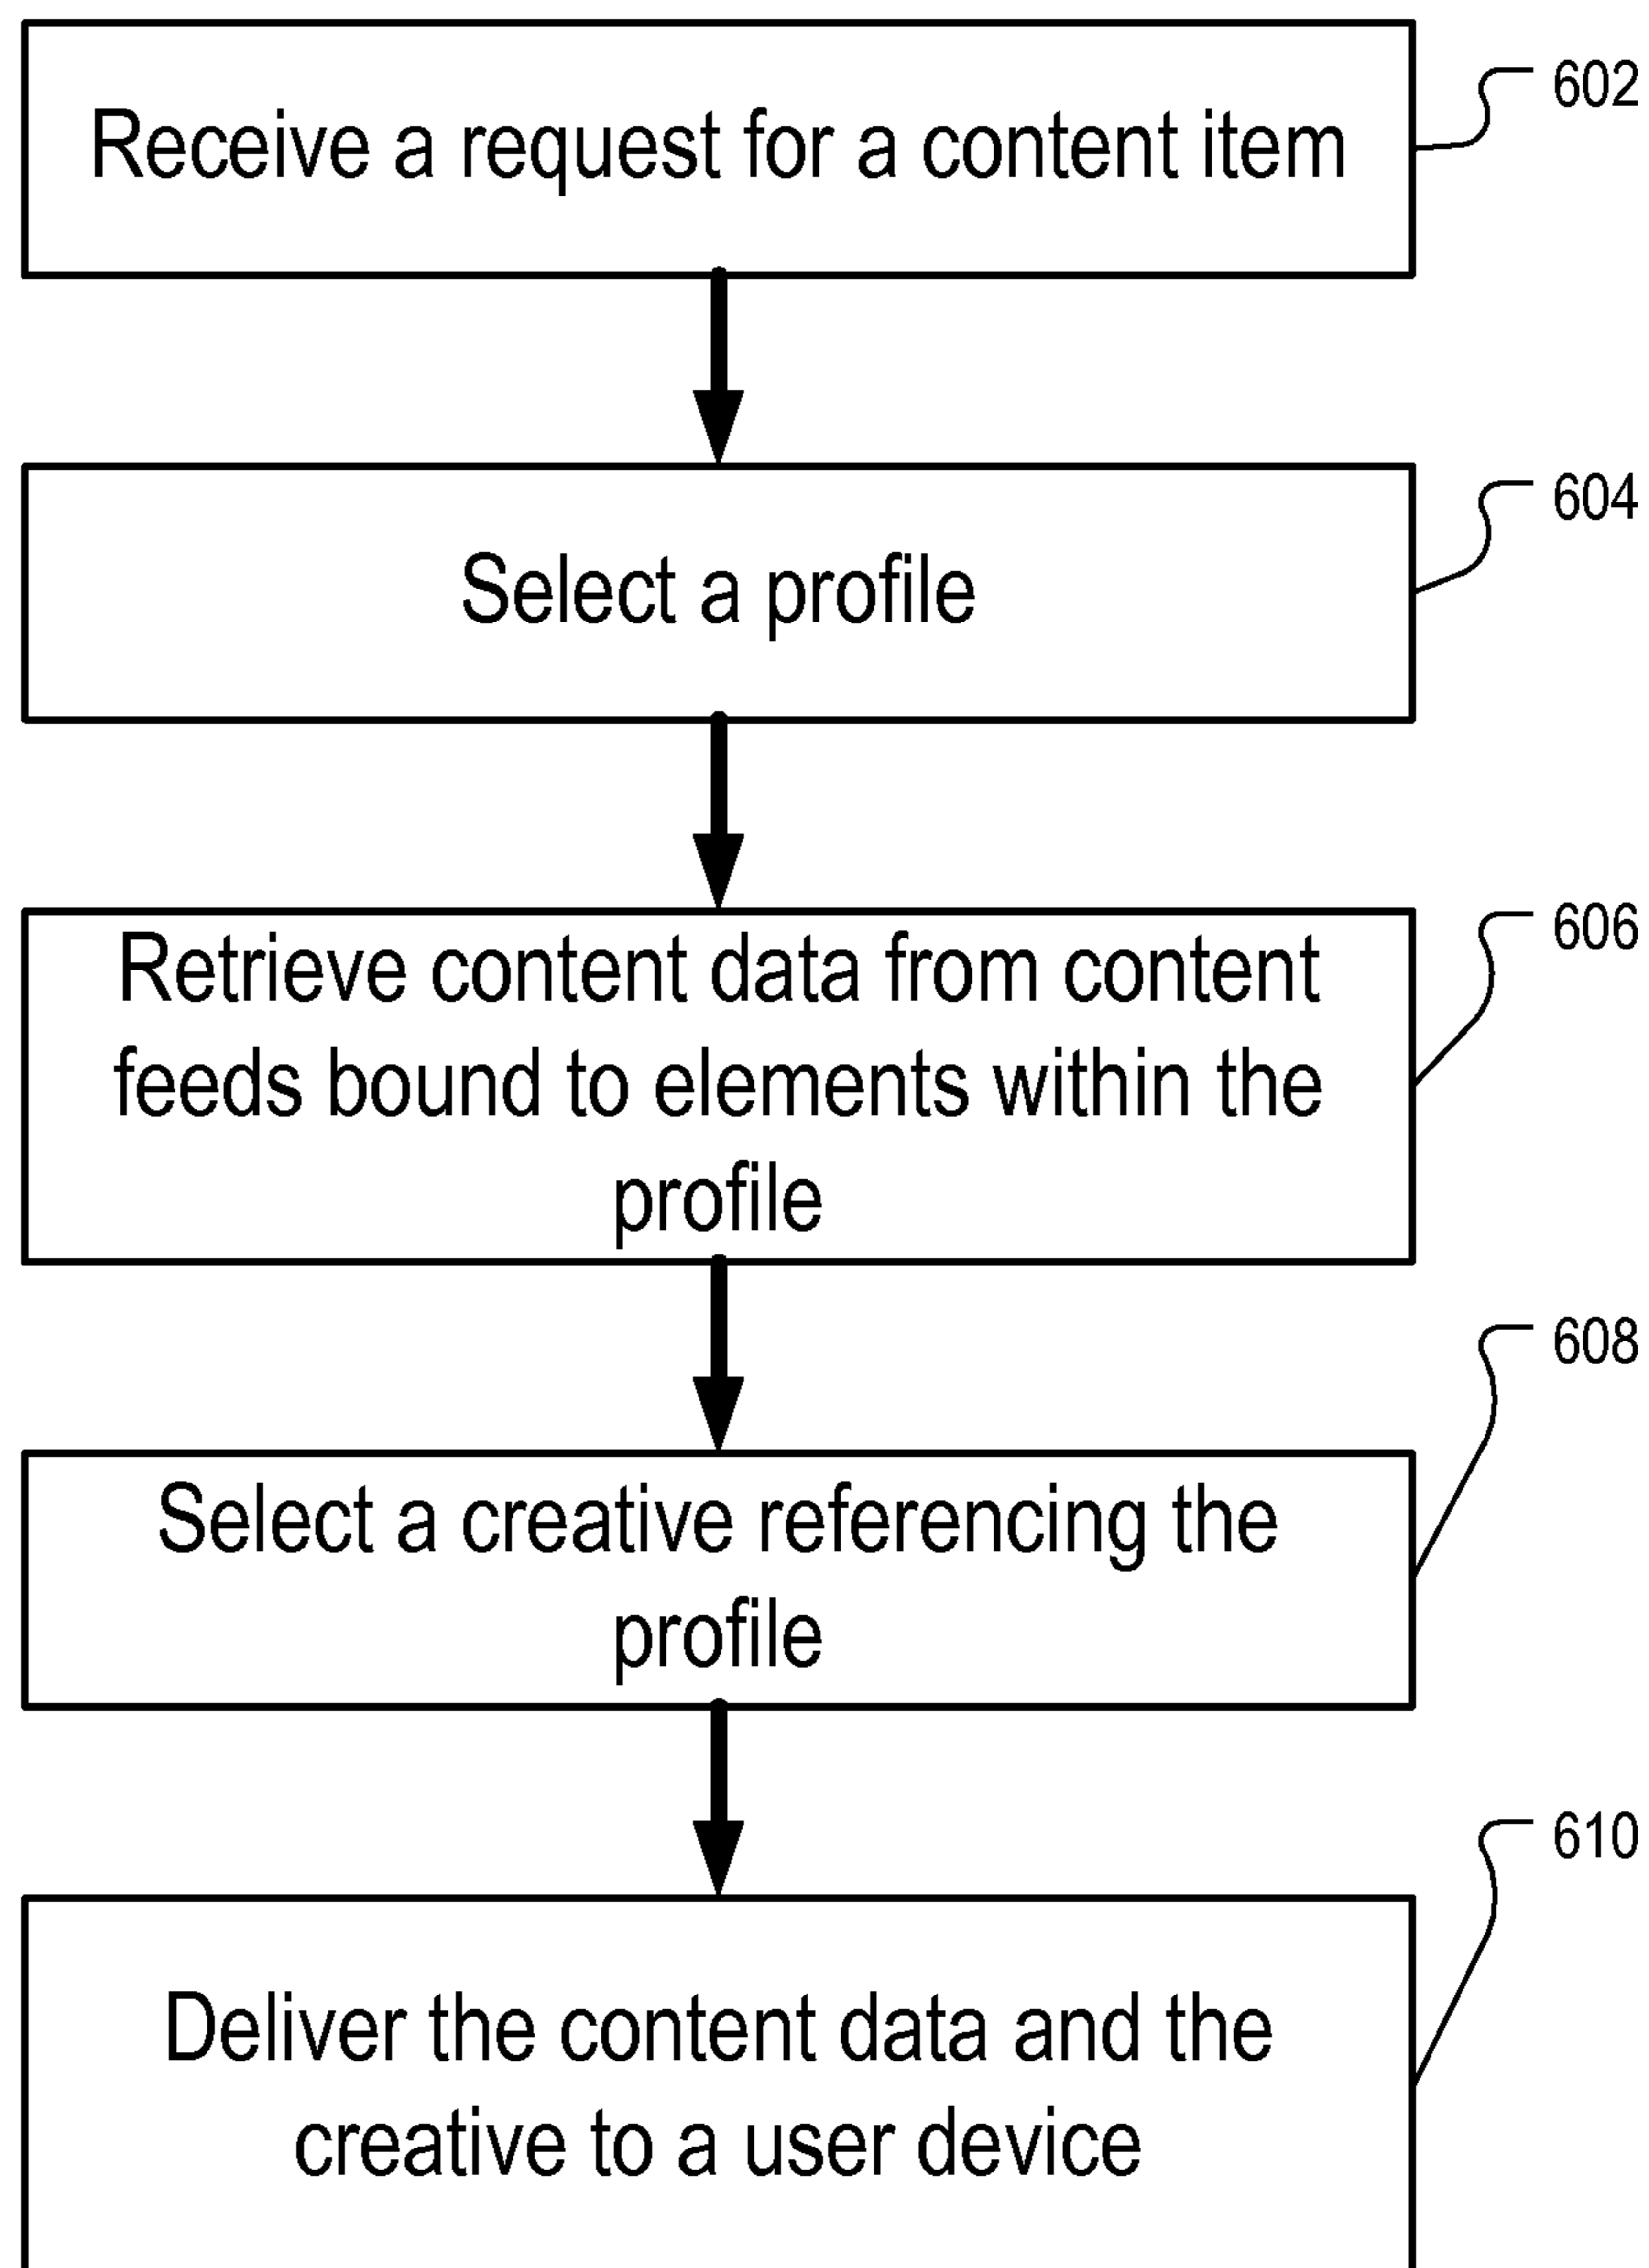 Receive a request for a content item
602
Select a profile
604
Retrieve content data from content
feeds bound to elements within the
profile
606
Select a creative referencing the
profile
608
Deliver the content data and the
creative to a user device
610